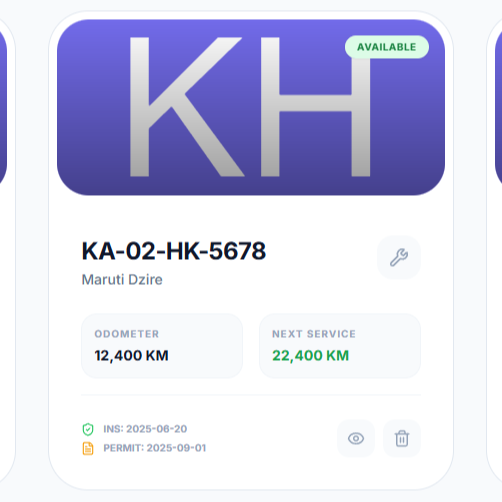 KH
AVAILABLE
KA-02-HK-5678
Maruti Dzire
ODOMETER
12,400 KM
NEXT SERVICE
22,400 KM
INS: 2025-06-20
PERMIT: 2025-09-01